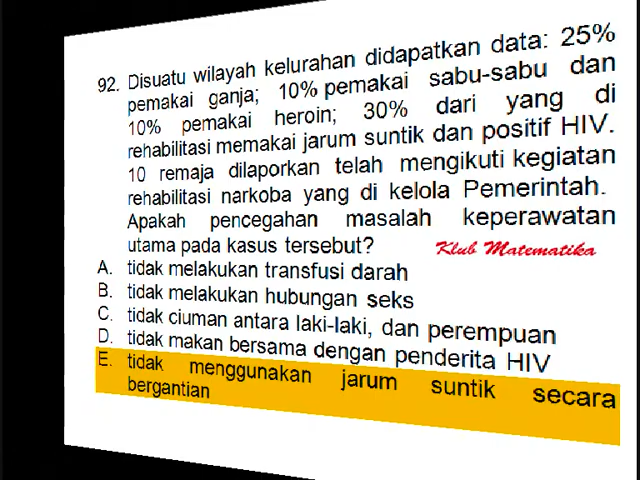 92. Disuatu wilayah kelurahan didapatkan data: 25%
pemakai ganja; 10% pemakai sabu-sabu dan
10% pemakai heroin; 30% dari yang di
rehabilitasi memakai jarum suntik dan positif HIV.
10 remaja dilaporkan telah mengikuti kegiatan
rehabilitasi narkoba yang di kelola Pemerintah.
Apakah pencegahan masalah keperawatan
utama pada kasus tersebut?
Klub Matematika
A. tidak melakukan transfusi darah
B. tidak melakukan hubungan seks
C. tidak ciuman antara laki-laki, dan perempuan
D. tidak makan bersama dengan penderita HIV
E. tidak menggunakan jarum suntik secara
bergantian